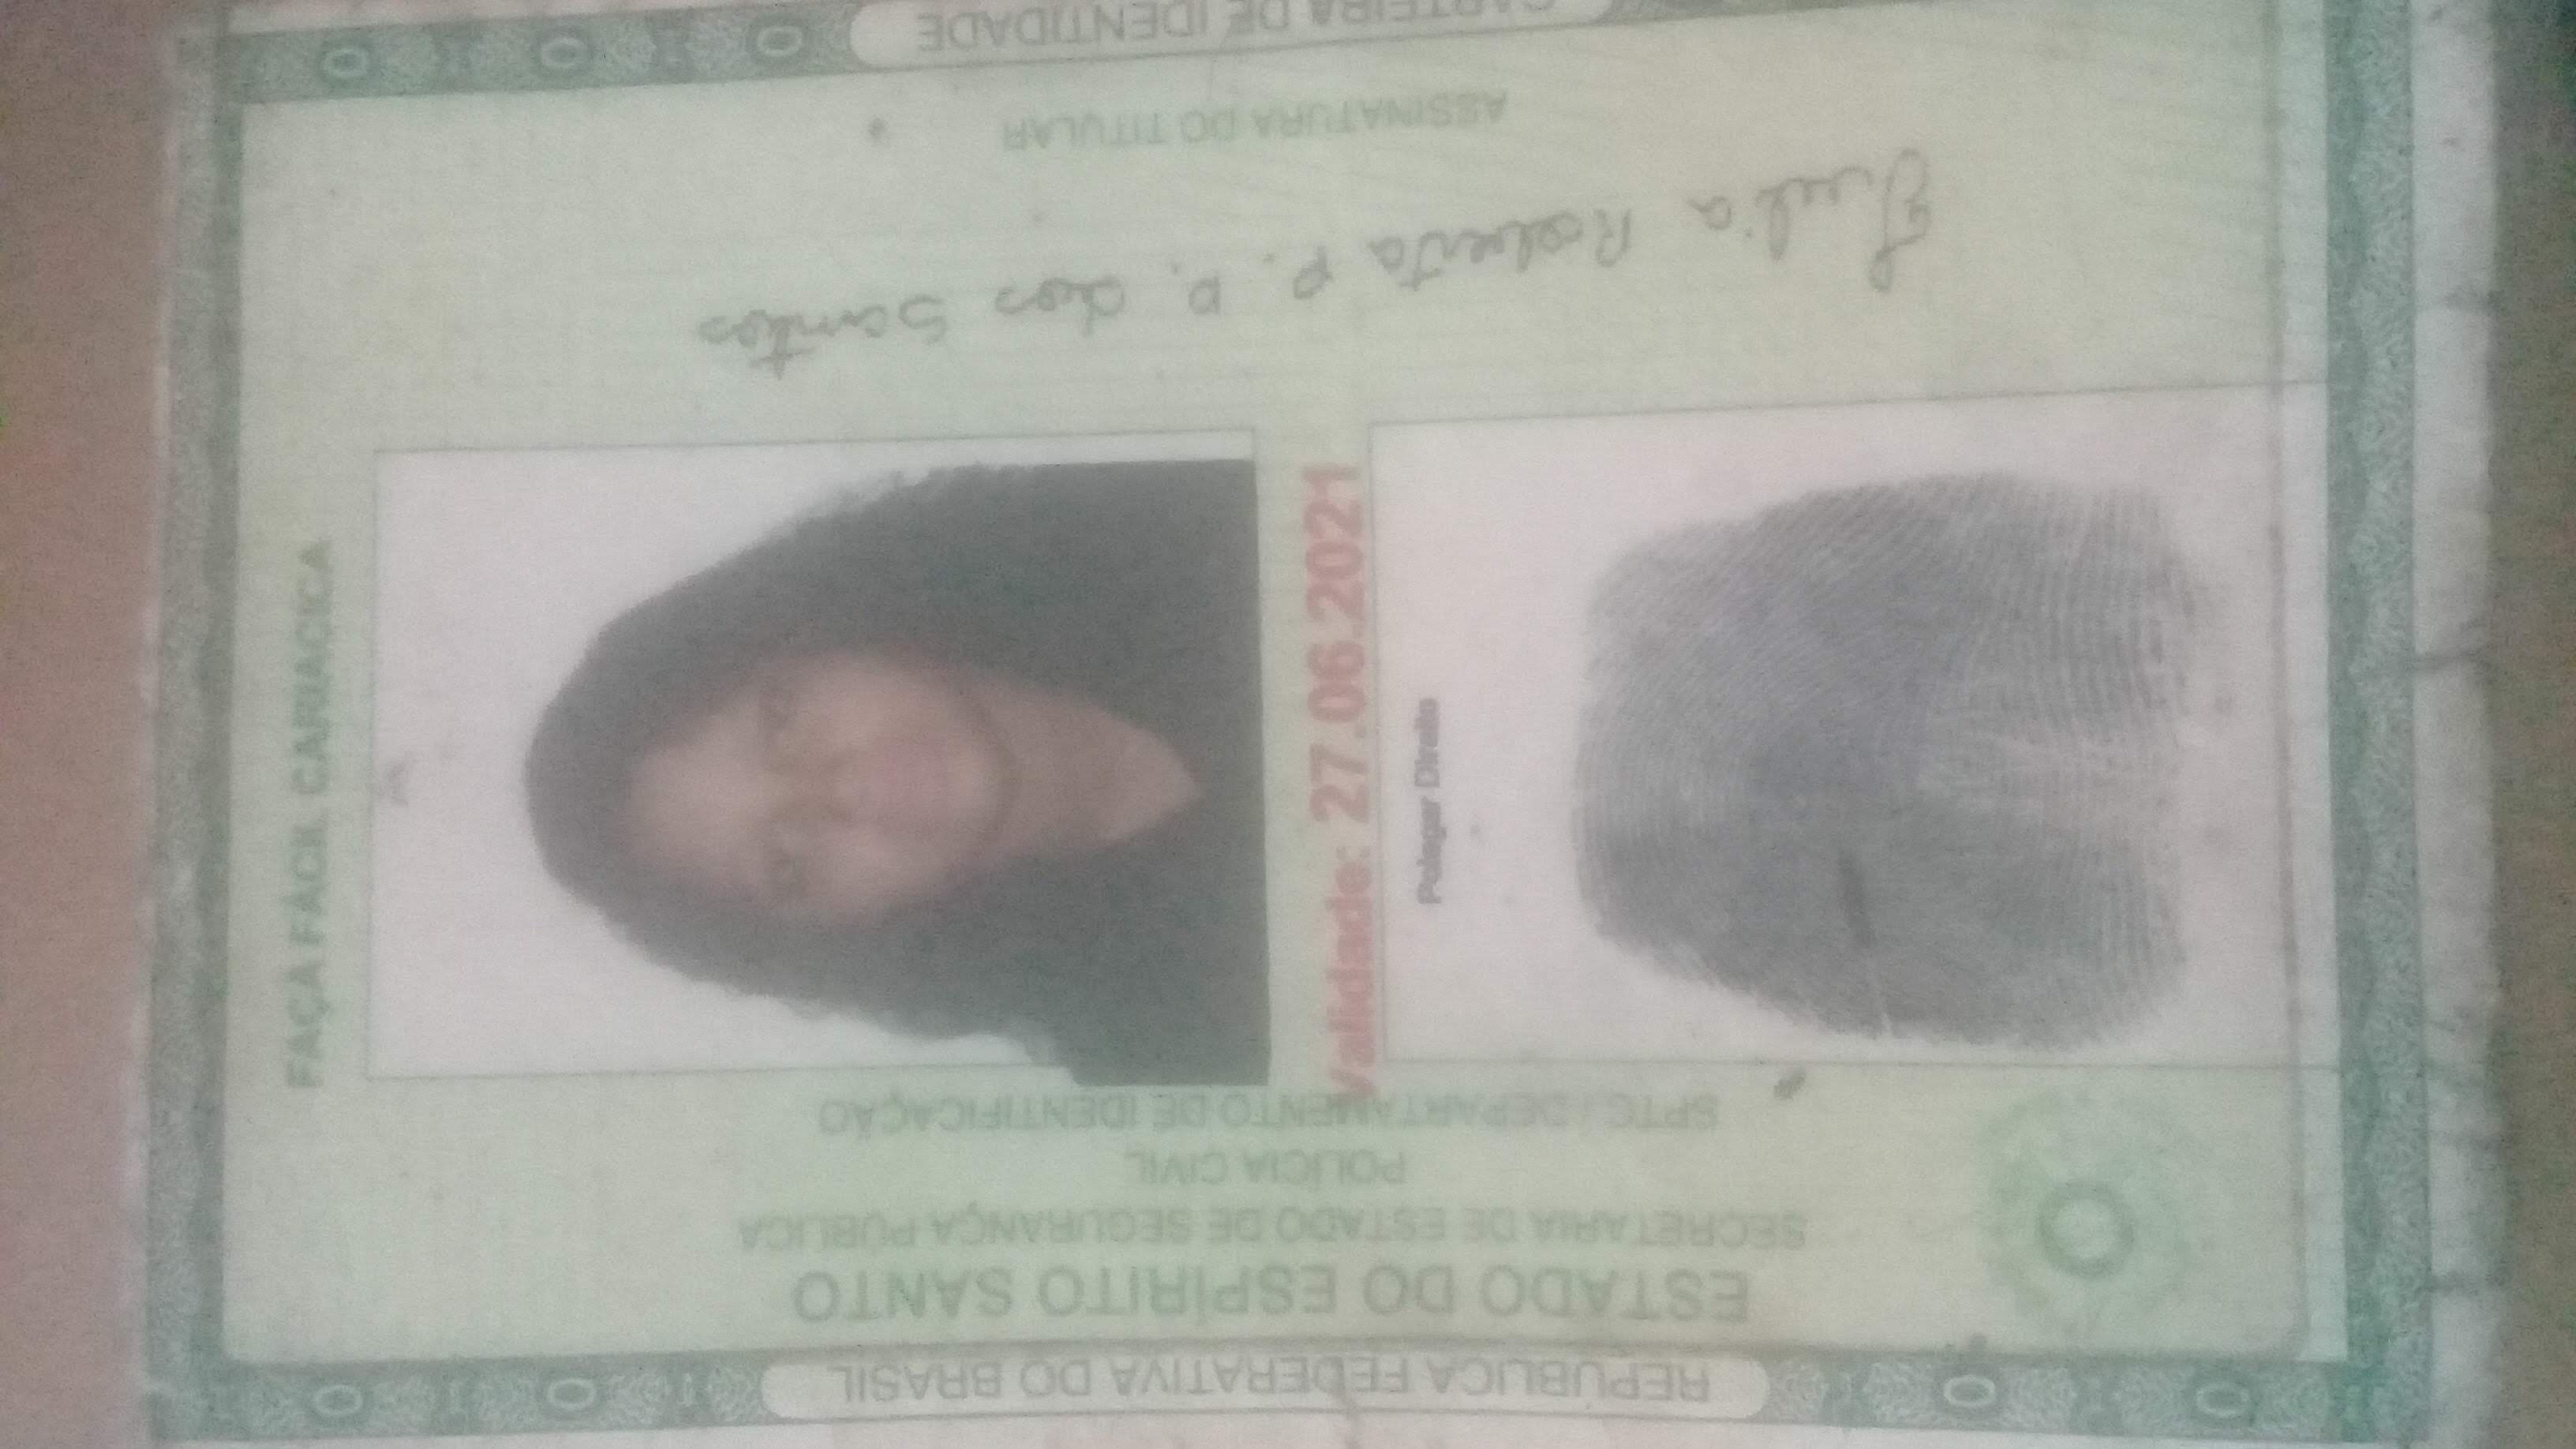 REPÚBLICA FEDERATIVA DO BRASIL
ESTADO DO ESPÍRITO SANTO
SECRETARIA DE ESTADO DE SEGURANÇA PÚBLICA
POLÍCIA CIVIL
SPTC / DEPARTAMENTO DE IDENTIFICAÇÃO
FAÇA FÁCIL CARIACICA
Validade: 27.06.2021
Polegar Direito
Julia Roberta P. P. dos Santos
ASSINATURA DO TITULAR
CARTEIRA DE IDENTIDADE